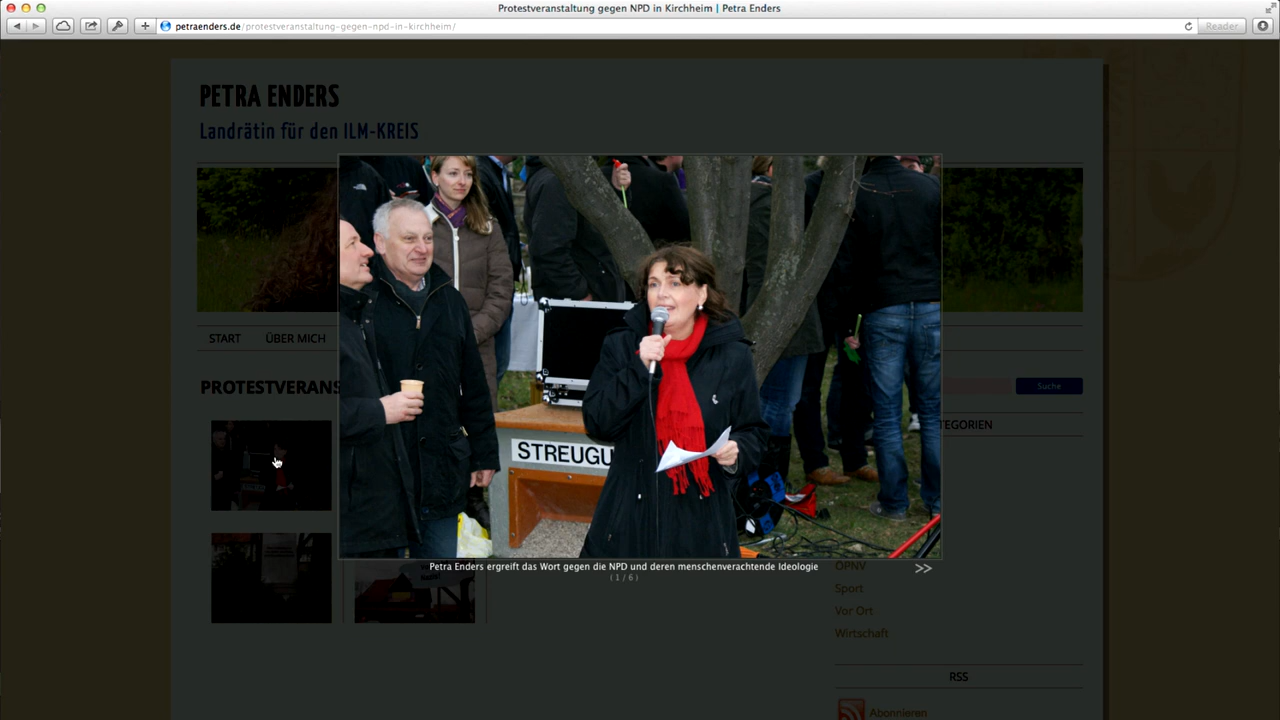 Protestveranstaltung gegen NPD in Kirchheim | Petra Enders
petraenders.de/protestveranstaltung-gegen-npd-in-kirchheim/
Reader
PETRA ENDERS
Landrätin für den ILM-KREIS
START ÜBER MICH
PROTESTVERANS
Suche
TEGORIEN
STREUGU
Petra Enders ergreift das Wort gegen die NPD und deren menschenverachtende Ideologie
( 1 / 6 )
>>
ÖPNV
Sport
Vor Ort
Wirtschaft
RSS
Abonnieren